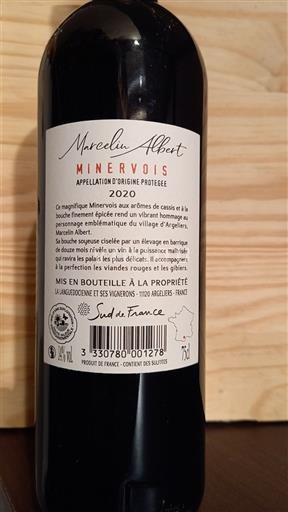 Marcelin Albert
MINERVOIS
APPELLATION D'ORIGINE PROTEGEE
2020
Ce magnifique Minervois aux arômes de cassis et à la
bouche finement épicée rend un vibrant hommage au
personnage emblématique du village d'Argeliers,
Marcelin Albert.
Sa bouche soyeuse ciselée par un élevage en barrique
de douze mois révèle un vin à la puissance maîtrisée
qui ravira les palais les plus délicats. Il accompagnera
à la perfection les viandes rouges et les gibiers.
MIS EN BOUTEILLE À LA PROPRIÉTÉ
LA LANGUEDOCIENNE ET SES VIGNERONS - 11120 ARGELIERS - FRANCE
Sud de France
14% vol.
75cl
3 330780 001278
PRODUIT DE FRANCE - CONTIENT DES SULFITES